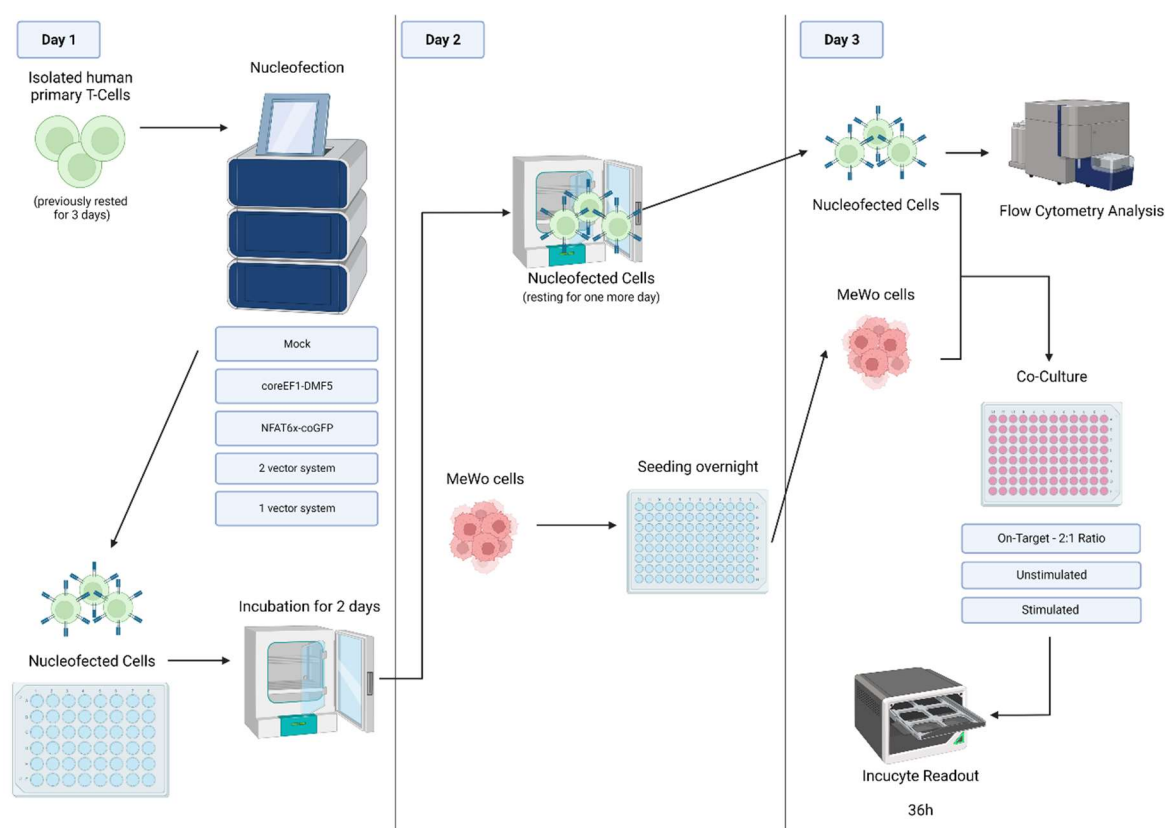 Day 1
Isolated human
primary T-Cells
(previously rested
for 3 days)
Nucleofection
Mock
coreEF1-DMF5
NFAT6x-coGFP
2 vector system
1 vector system
Nucleofected Cells
Incubation for 2 days
Day 2
Nucleofected Cells
(resting for one more day)
MeWo cells
Seeding overnight
Day 3
Nucleofected Cells
Flow Cytometry Analysis
MeWo cells
Co-Culture
On-Target - 2:1 Ratio
Unstimulated
Stimulated
Incucyte Readout
36h